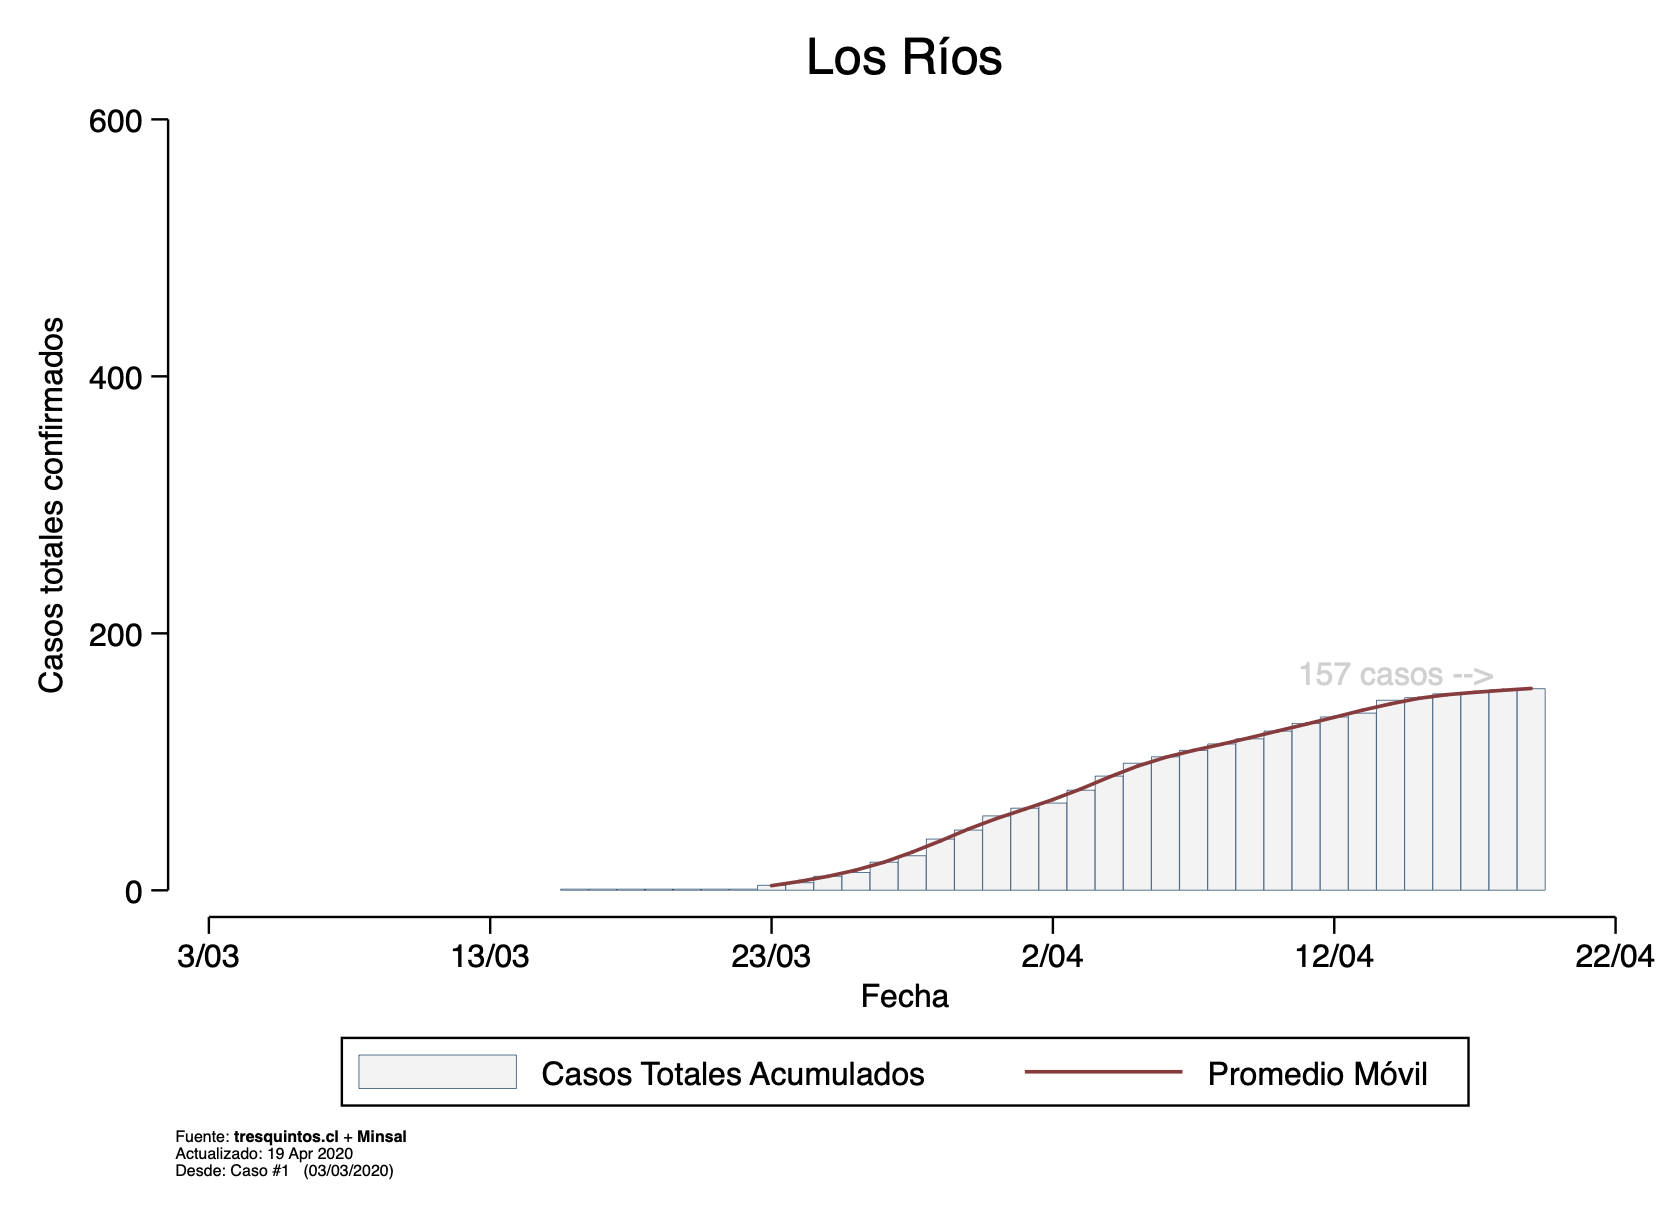 Los Ríos
600
400
200
0
Casos totales confirmados
157 casos -->
3/03 13/03 23/03 2/04 12/04 22/04
Fecha
Casos Totales Acumulados Promedio Móvil
Fuente: tresquintos.cl + Minsal
Actualizado: 19 Apr 2020
Desde: Caso #1 (03/03/2020)